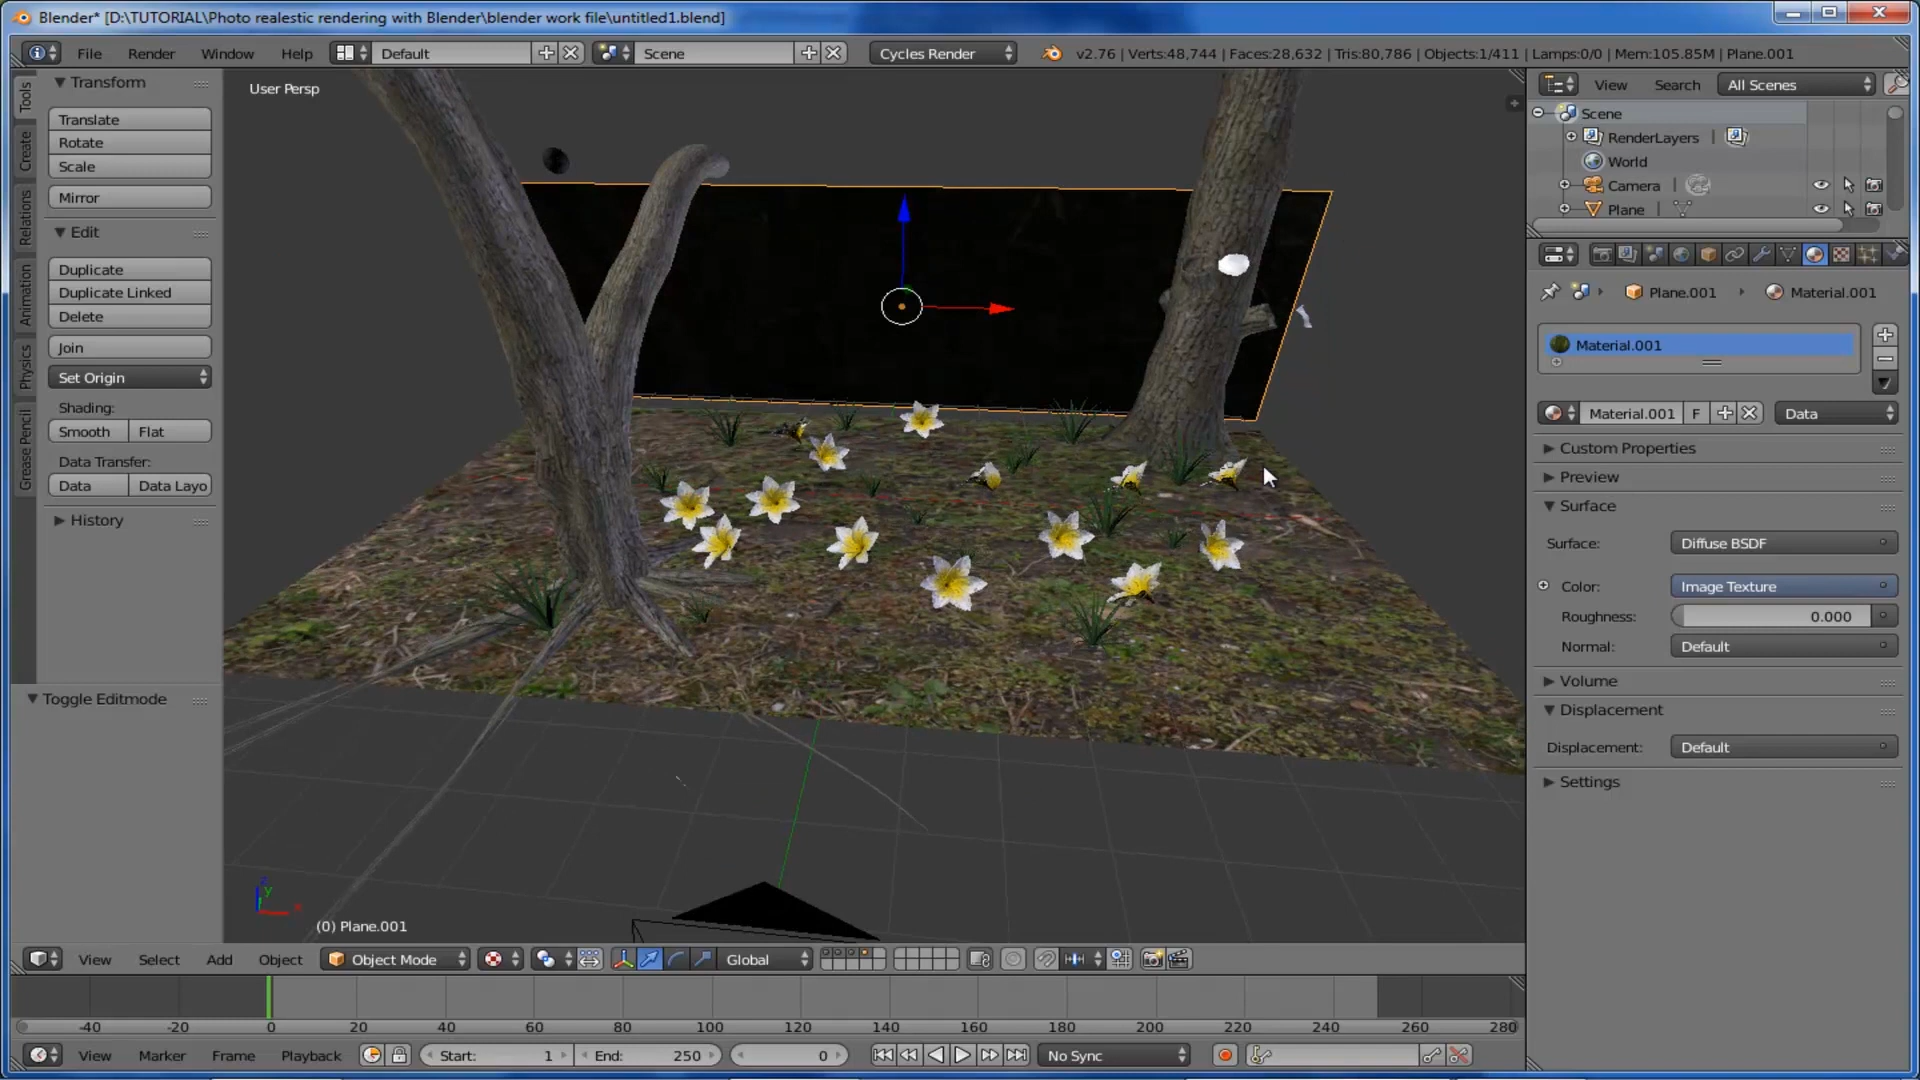 Blender* [D:\TUTORIAL\Photo realestic rendering with Blender\blender work file\untitled1.blend]
File Render Window Help Default Scene Cycles Render v2.76 | Verts:48,744 | Faces:28,632 | Tris:80,786 | Objects:1/411 | Lamps:0/0 | Mem:105.85M | Plane.001
Tools
Create
Relations
Animation
Physics
Grease Pencil
Transform
Translate
Rotate
Scale
Mirror
Edit
Duplicate
Duplicate Linked
Delete
Join
Set Origin
Shading:
Smooth Flat
Data Transfer:
Data Data Layo
History
Toggle Editmode
User Persp
(0) Plane.001
View Select Add Object Object Mode Global
-40 -20 0 20 40 60 80 100 120 140 160 180 200 220 240 260 280
View Marker Frame Playback Start: 1 End: 250 0 No Sync
View Search All Scenes
Scene
RenderLayers
World
Camera
Plane
Plane.001 Material.001
Material.001
Material.001 F Data
Custom Properties
Preview
Surface
Surface: Diffuse BSDF
Color: Image Texture
Roughness: 0.000
Normal: Default
Volume
Displacement
Displacement: Default
Settings